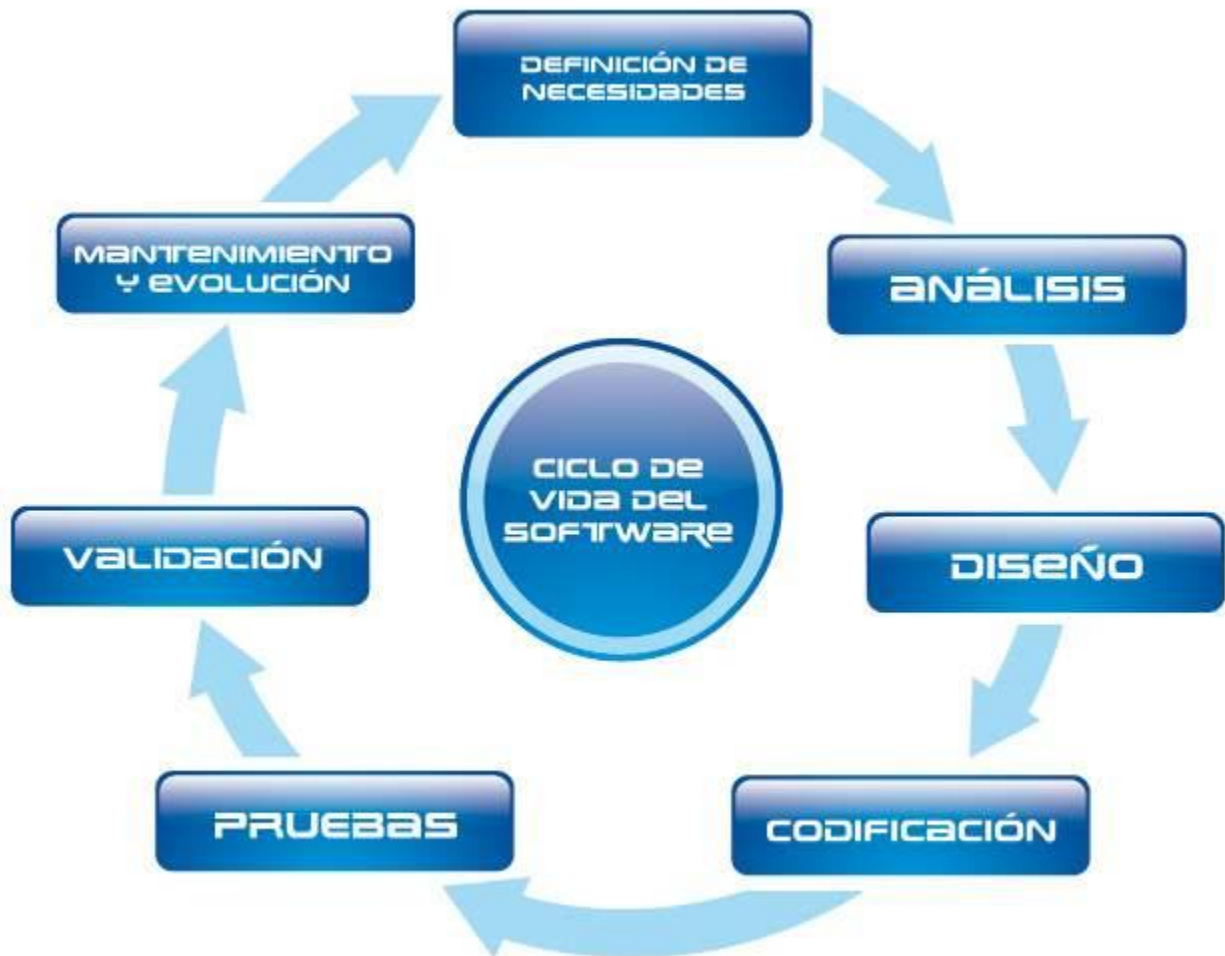 DEFINICIÓN DE
NECESIDADES
ANÁLISIS
DISEÑO
CODIFICACIÓN
PRUEBAS
VALIDACIÓN
MANTENIMIENTO
Y EVOLUCIÓN
CICLO DE
VIDA DEL
SOFTWARE